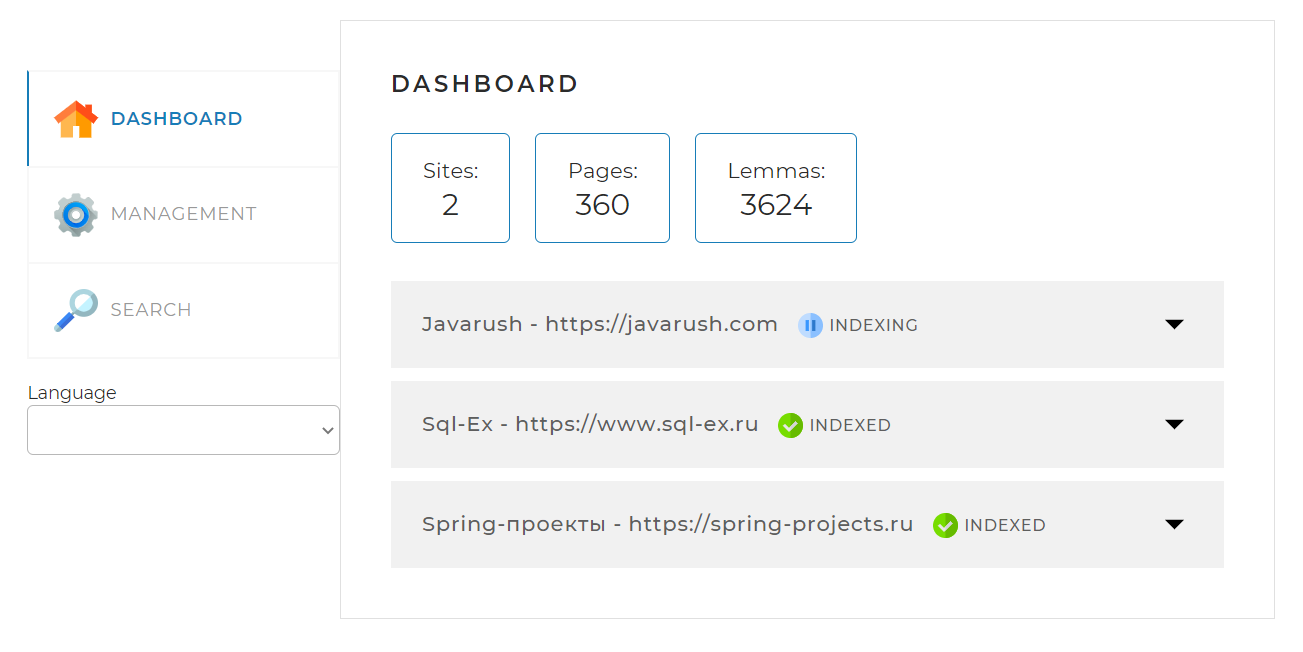 DASHBOARD
MANAGEMENT
SEARCH
Language
DASHBOARD
Sites:
2
Pages:
360
Lemmas:
3624
Javarush - https://javarush.com INDEXING
Sql-Ex - https://www.sql-ex.ru INDEXED
Spring-проекты - https://spring-projects.ru INDEXED